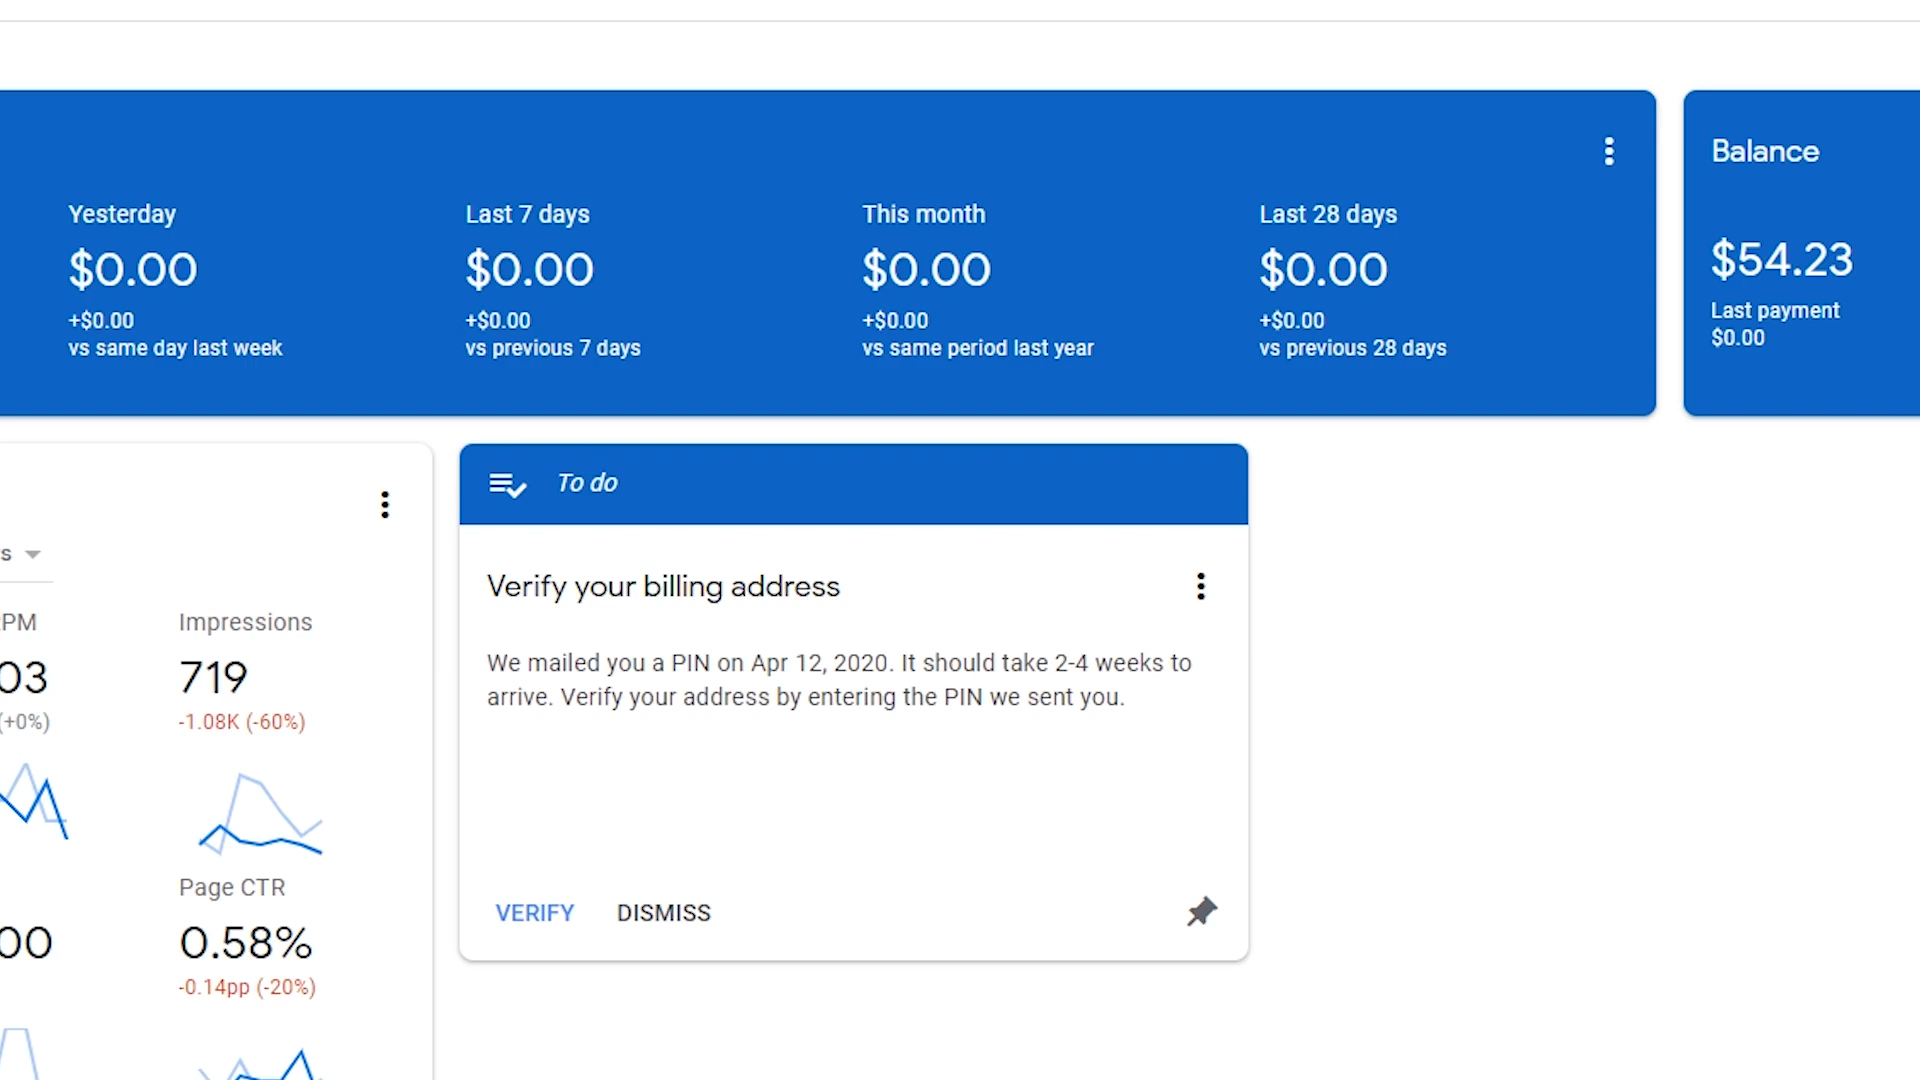 Balance
Yesterday
$0.00
+$0.00
vs same day last week
Last 7 days
$0.00
+$0.00
vs previous 7 days
This month
$0.00
+$0.00
vs same period last year
Last 28 days
$0.00
+$0.00
vs previous 28 days
$54.23
Last payment
$0.00
s
PM
03
(+0%)
Impressions
719
-1.08K (-60%)
00
Page CTR
0.58%
-0.14pp (-20%)
To do
Verify your billing address
We mailed you a PIN on Apr 12, 2020. It should take 2-4 weeks to
arrive. Verify your address by entering the PIN we sent you.
VERIFY DISMISS